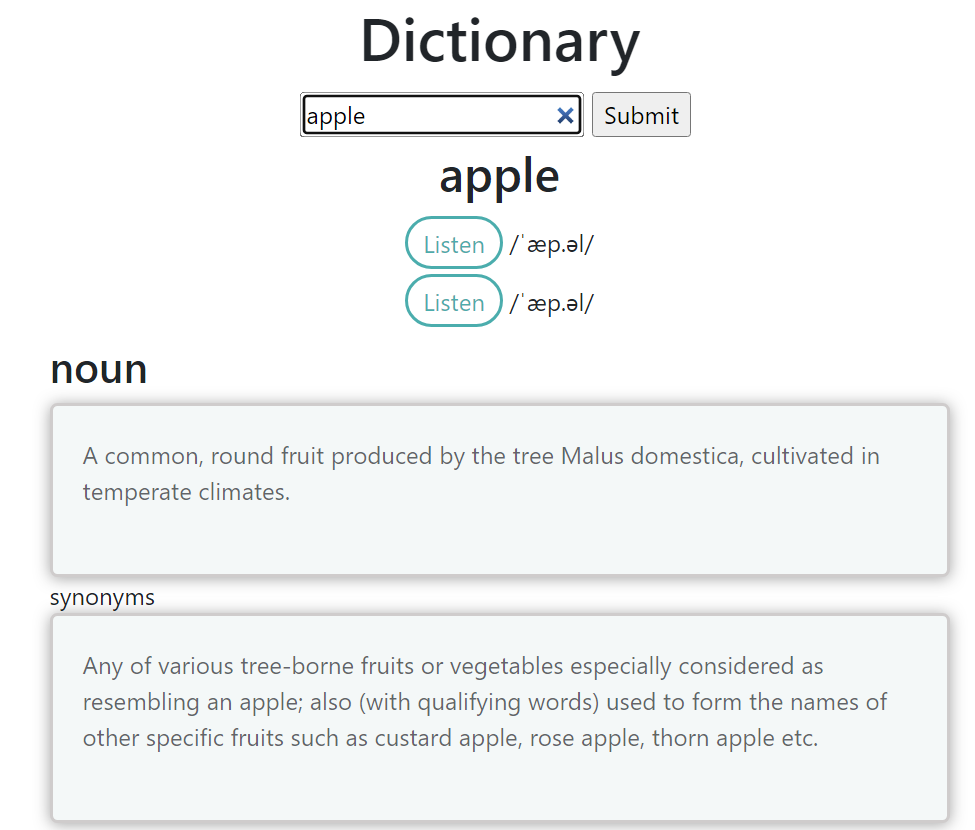 Dictionary
apple
Submit
apple
Listen /ˈæp.əl/
Listen /ˈæp.əl/
noun
A common, round fruit produced by the tree Malus domestica, cultivated in
temperate climates.
synonyms
Any of various tree-borne fruits or vegetables especially considered as
resembling an apple; also (with qualifying words) used to form the names of
other specific fruits such as custard apple, rose apple, thorn apple etc.